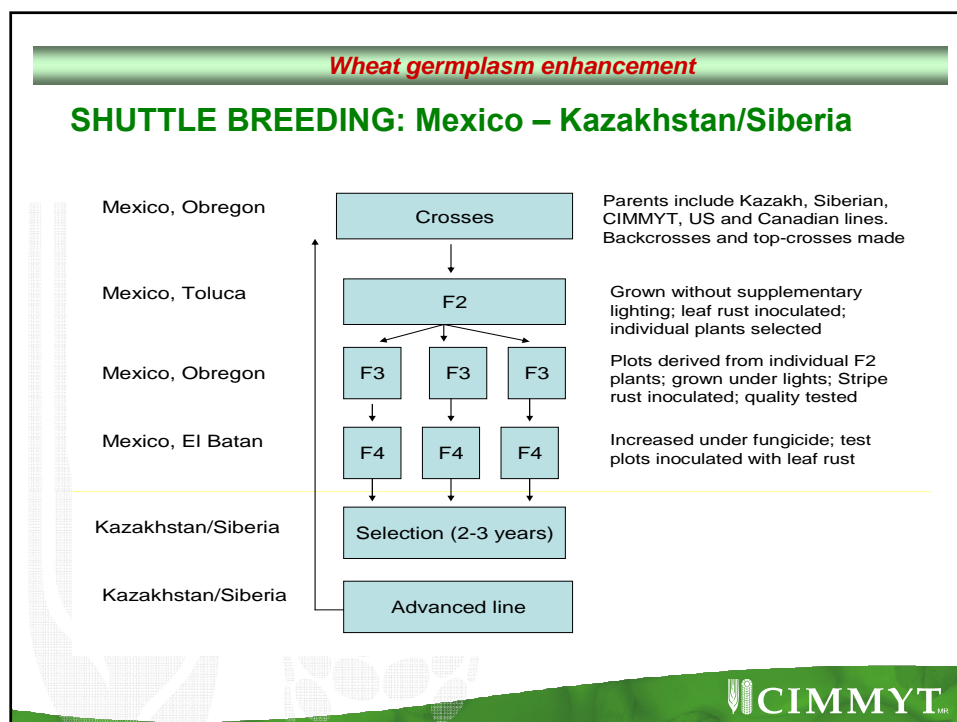 Wheat germplasm enhancement
SHUTTLE BREEDING: Mexico – Kazakhstan/Siberia
Mexico, Obregon
Crosses
Parents include Kazakh, Siberian,
CIMMYT, US and Canadian lines.
Backcrosses and top-crosses made
Mexico, Toluca
F2
Grown without supplementary
lighting; leaf rust inoculated;
individual plants selected
Mexico, Obregon
F3
F3
F3
Plots derived from individual F2
plants; grown under lights; Stripe
rust inoculated; quality tested
Mexico, El Batan
F4
F4
F4
Increased under fungicide; test
plots inoculated with leaf rust
Kazakhstan/Siberia
Selection (2-3 years)
Kazakhstan/Siberia
Advanced line
CIMMYT MR